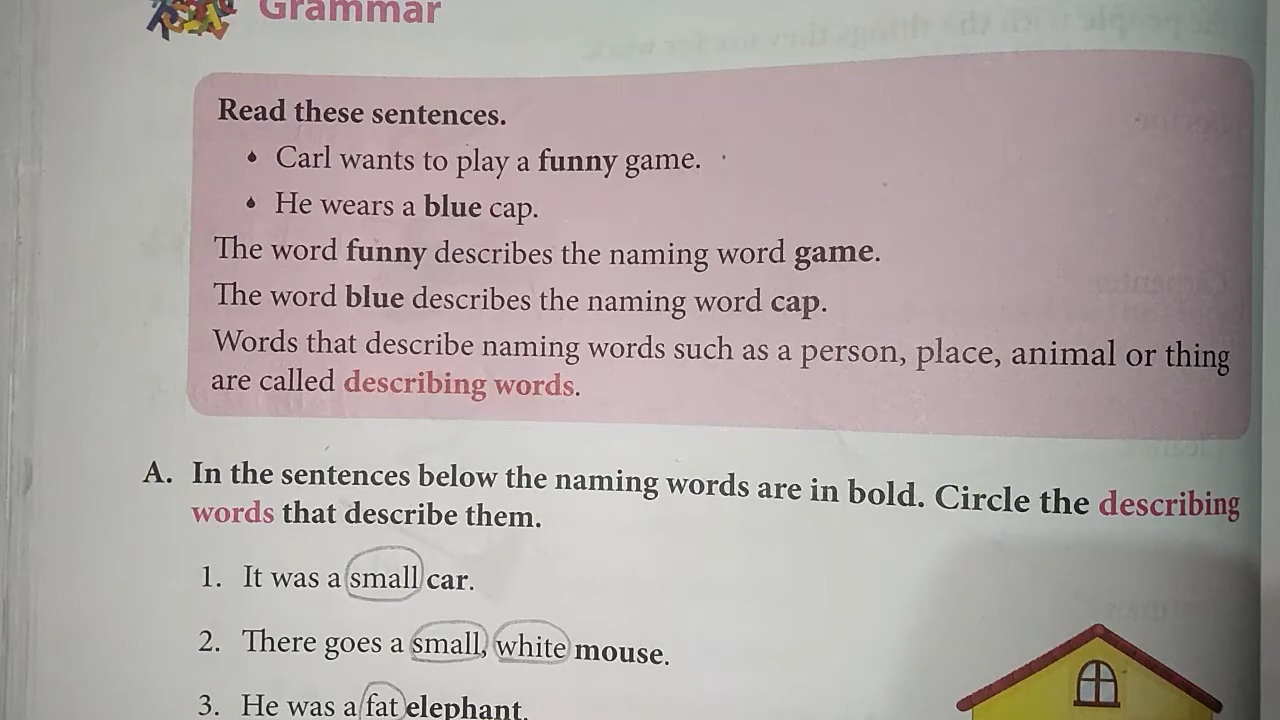 Grammar
Read these sentences.
• Carl wants to play a funny game.
• He wears a blue cap.
The word funny describes the naming word game.
The word blue describes the naming word cap.
Words that describe naming words such as a person, place, animal or thing
are called describing words.
A. In the sentences below the naming words are in bold. Circle the describing
words that describe them.
1. It was a small car.
2. There goes a small, white mouse.
3. He was a fat elephant.